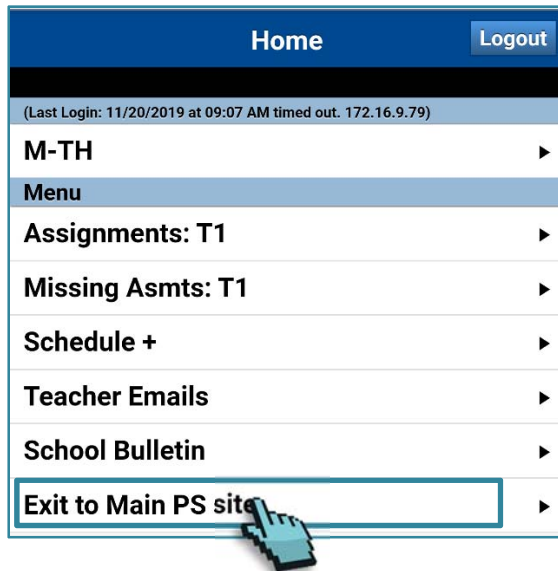 Home
Logout
(Last Login: 11/20/2019 at 09:07 AM timed out. 172.16.9.79)
M-TH
Menu
Assignments: T1
Missing Asmts: T1
Schedule +
Teacher Emails
School Bulletin
Exit to Main PS site